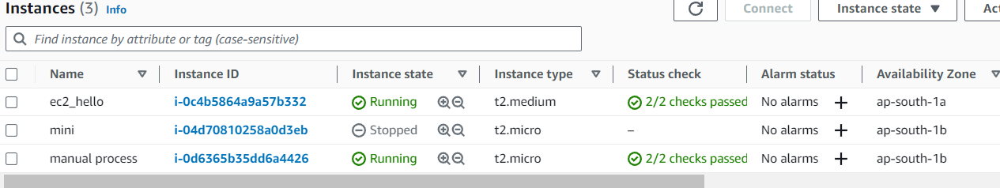 Instances (3) Info Connect Instance state
Find instance by attribute or tag (case-sensitive)
Name Instance ID Instance state Instance type Status check Alarm status Availability Zone
ec2_hello i-0c4b5864a9a57b332 Running t2.medium 2/2 checks passed No alarms + ap-south-1a
mini i-04d70810258a0d3eb Stopped t2.micro – No alarms + ap-south-1b
manual process i-0d6365b35dd6a4426 Running t2.micro 2/2 checks passed No alarms + ap-south-1b